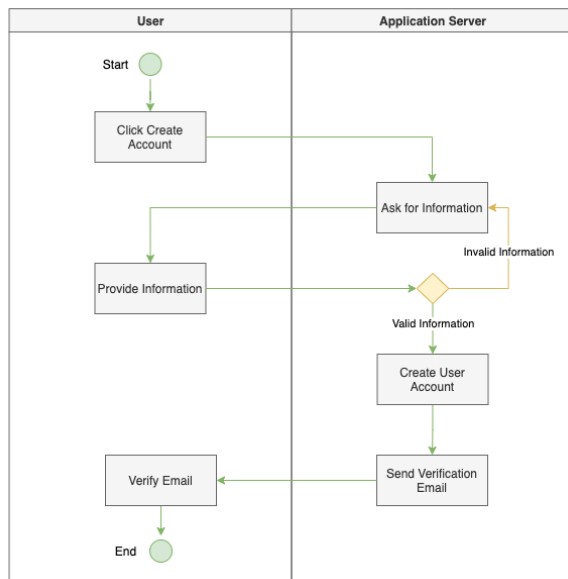 User
Application Server
Start
Click Create
Account
Ask for Information
Invalid Information
Provide Information
Valid Information
Create User
Account
Verify Email
Send Verification
Email
End